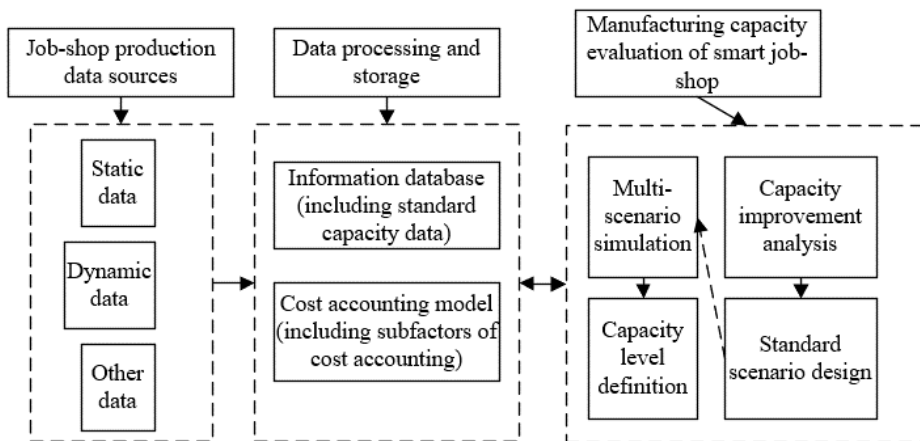 Job-shop production
data sources
Data processing and
storage
Manufacturing capacity
evaluation of smart job-
shop
Static
data
Dynamic
data
Other
data
Information database
(including standard
capacity data)
Cost accounting model
(including subfactors of
cost accounting)
Multi-
scenario
simulation
Capacity
improvement
analysis
Capacity
level
definition
Standard
scenario design